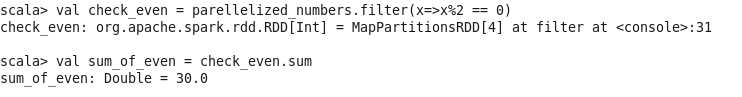 scala> val check_even = parellelized_numbers.filter(x=>x%2 == 0)
check_even: org.apache.spark.rdd.RDD[Int] = MapPartitionsRDD[4] at filter at <console>:31
scala> val sum_of_even = check_even.sum
sum_of_even: Double = 30.0